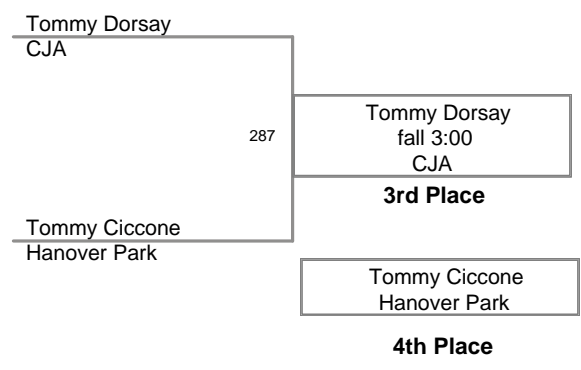 Tommy Dorsay
CJA
287
Tommy Dorsay
fall 3:00
CJA
3rd Place
Tommy Ciccone
Hanover Park
Tommy Ciccone
Hanover Park
4th Place